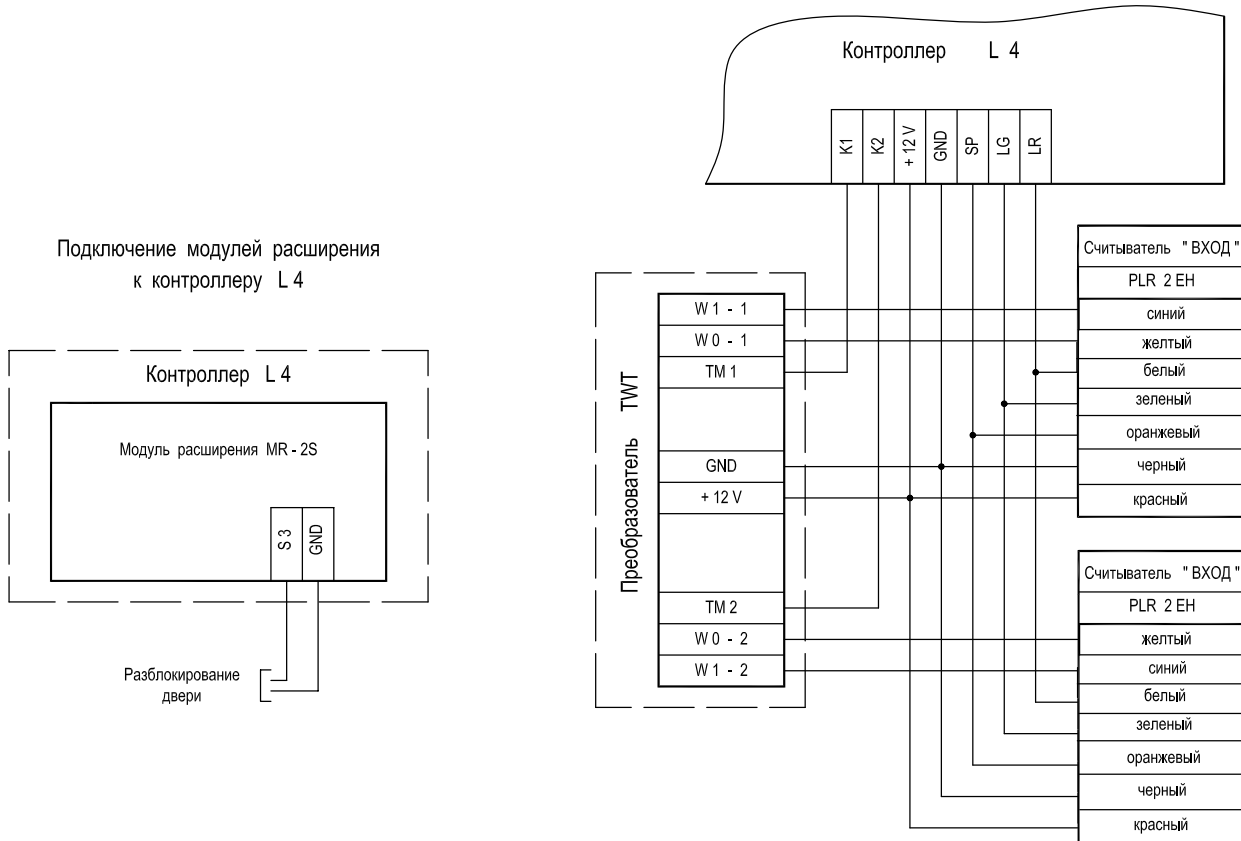 Контроллер L 4
K1
K2
+ 12 V
GND
SP
LG
LR
Подключение модулей расширения
к контроллеру L 4
Контроллер L 4
Модуль расширения MR - 2S
S 3
GND
Разблокирование
двери
Преобразователь TWT
W 1 - 1
W 0 - 1
TM 1
GND
+ 12 V
TM 2
W 0 - 2
W 1 - 2
Считыватель " ВХОД "
PLR 2 EH
синий
желтый
белый
зеленый
оранжевый
черный
красный
Считыватель " ВХОД "
PLR 2 EH
желтый
синий
белый
зеленый
оранжевый
черный
красный